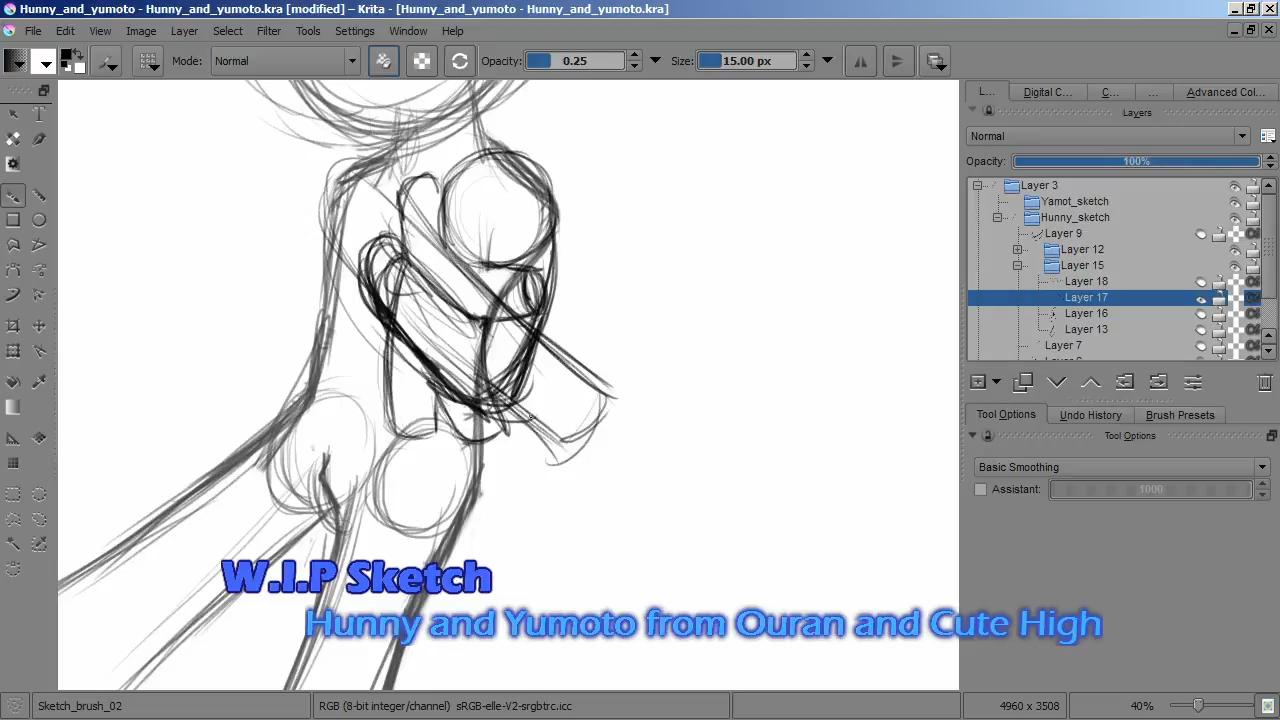 Hunny_and_yumoto - Hunny_and_yumoto.kra [modified] – Krita - [Hunny_and_yumoto - Hunny_and_yumoto.kra]
File Edit View Image Layer Select Filter Tools Settings Window Help
Mode: Normal Opacity: 0.25 Size: 15.00 px
L... Digital C... C... ... Advanced Col...
Layers
Normal
Opacity: 100%
Layer 3
Yamot_sketch
Hunny_sketch
Layer 9
Layer 12
Layer 15
Layer 18
Layer 17
Layer 16
Layer 13
Layer 7
Tool Options Undo History Brush Presets
Tool Options
Basic Smoothing
Assistant: 1000
W.I.P Sketch
Hunny and Yumoto from Ouran and Cute High
Sketch_brush_02 RGB (8-bit integer/channel) sRGB-elle-V2-srgbtrc.icc 4960 x 3508 40%